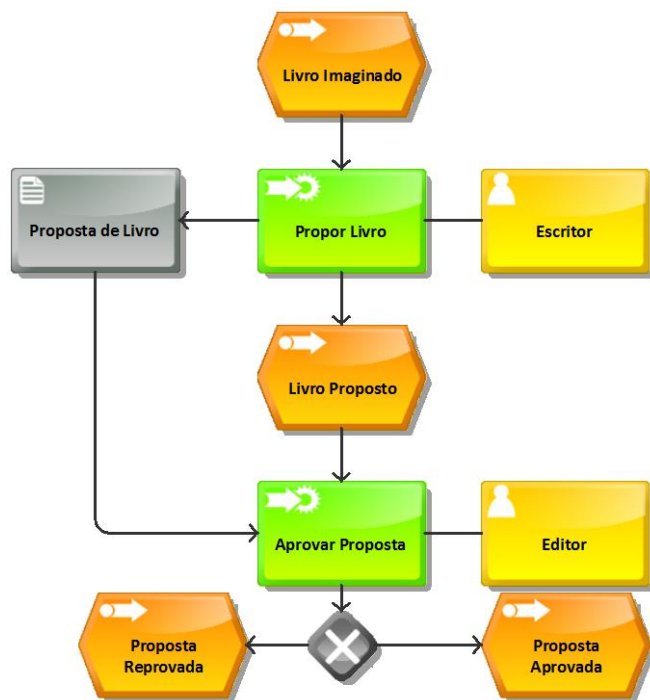 Livro Imaginado
Proposta de Livro
Propor Livro
Escritor
Livro Proposto
Aprovar Proposta
Editor
Proposta
Reprovada
Proposta
Aprovada